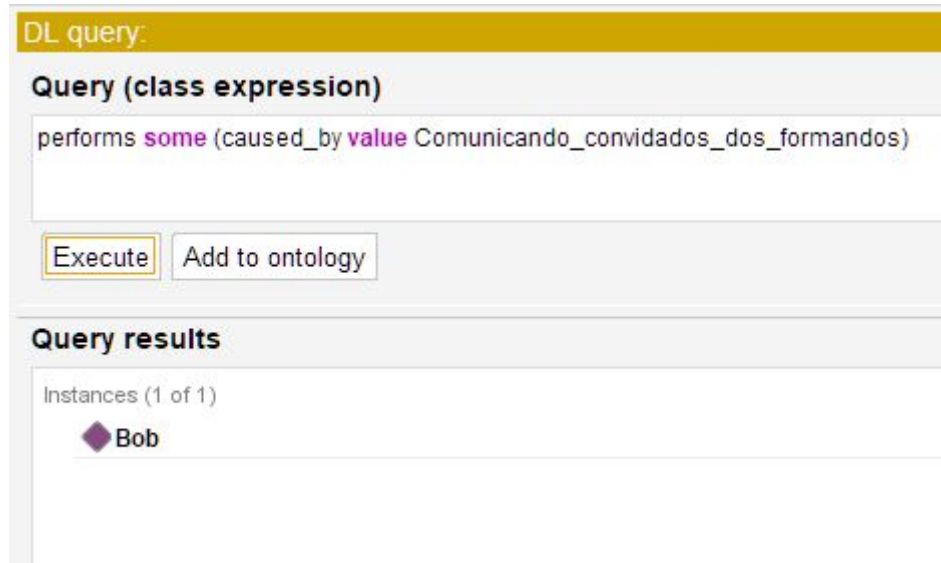 DL query:
Query (class expression)
performs some (caused_by value Comunicando_convidados_dos_formandos)
Execute Add to ontology
Query results
Instances (1 of 1)
Bob